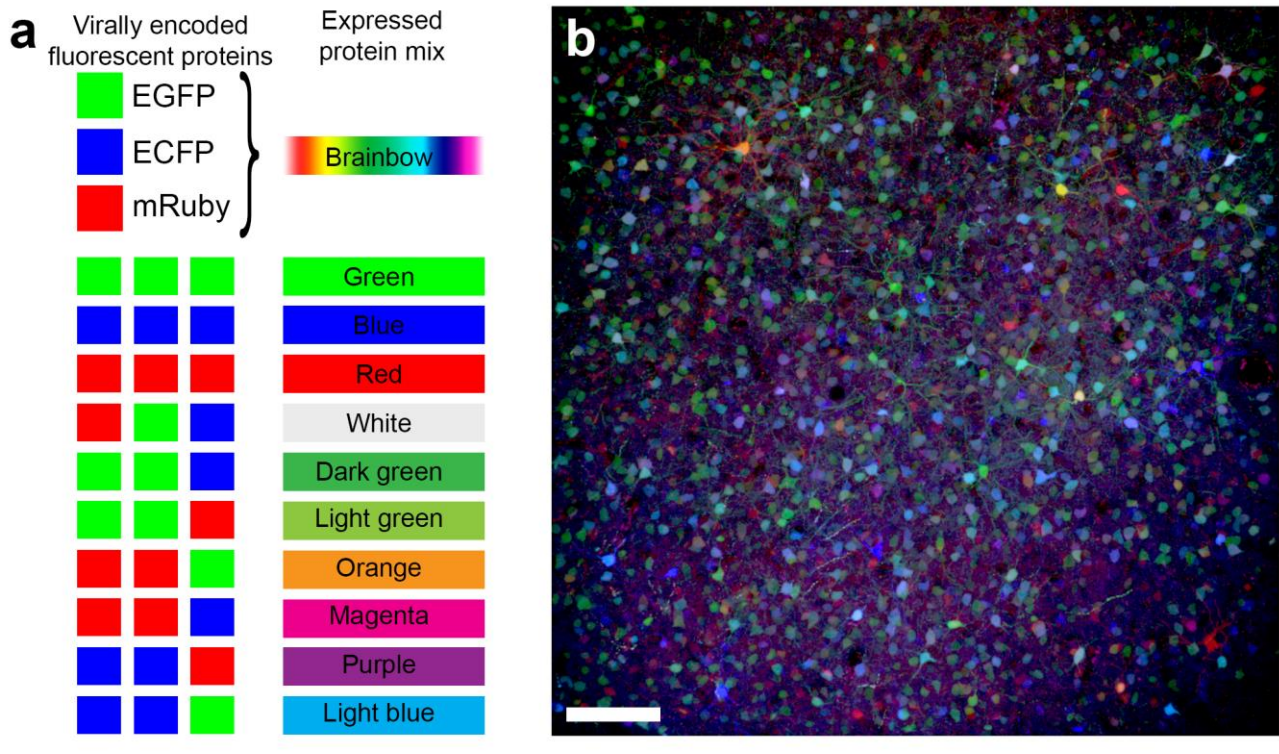 a
Virally encoded
fluorescent proteins
Expressed
protein mix
EGFP
ECFP
mRuby
Brainbow
Green
Blue
Red
White
Dark green
Light green
Orange
Magenta
Purple
Light blue
b